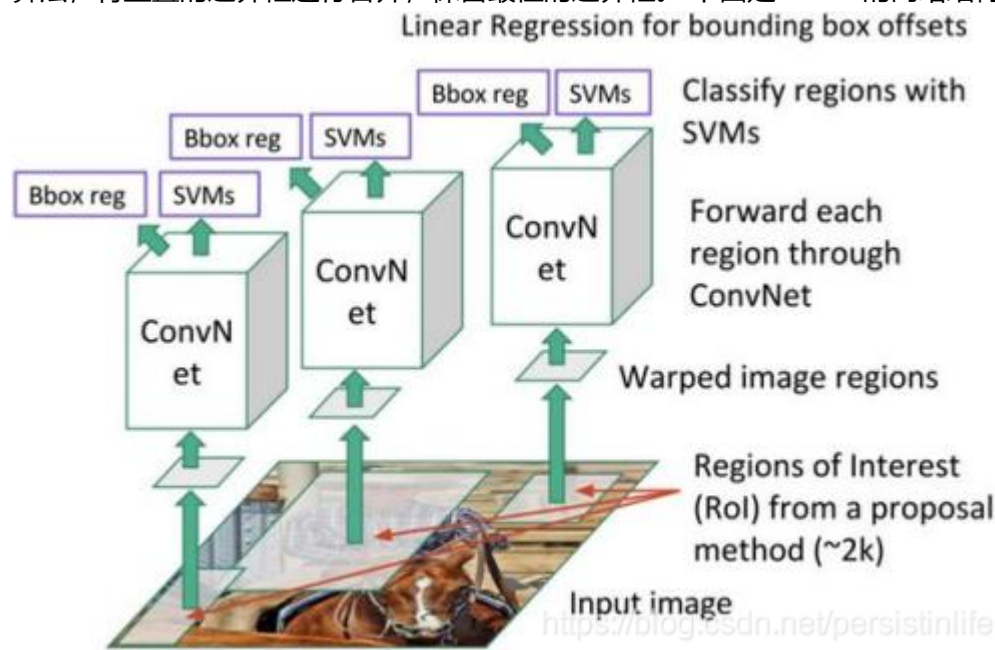 Linear Regression for bounding box offsets
Bbox reg
SVMs
Classify regions with
SVMs
Bbox reg
SVMs
Bbox reg
SVMs
Forward each
region through
ConvNet
ConvN
et
ConvN
et
ConvN
et
Warped image regions
Regions of Interest
(RoI) from a proposal
method (~2k)
Input image
https://blog.csdn.net/persistinlife